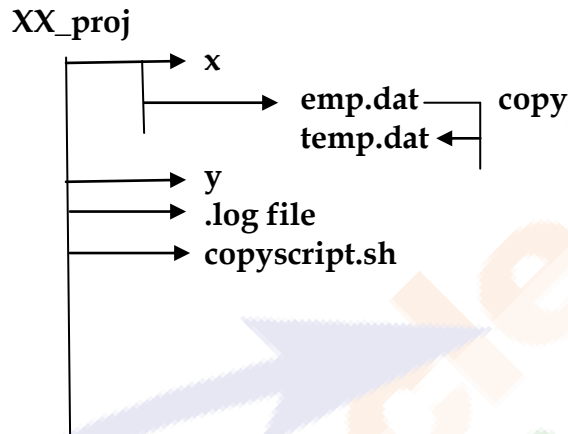 XX_proj
x
emp.dat copy
temp.dat
y
.log file
copyscript.sh